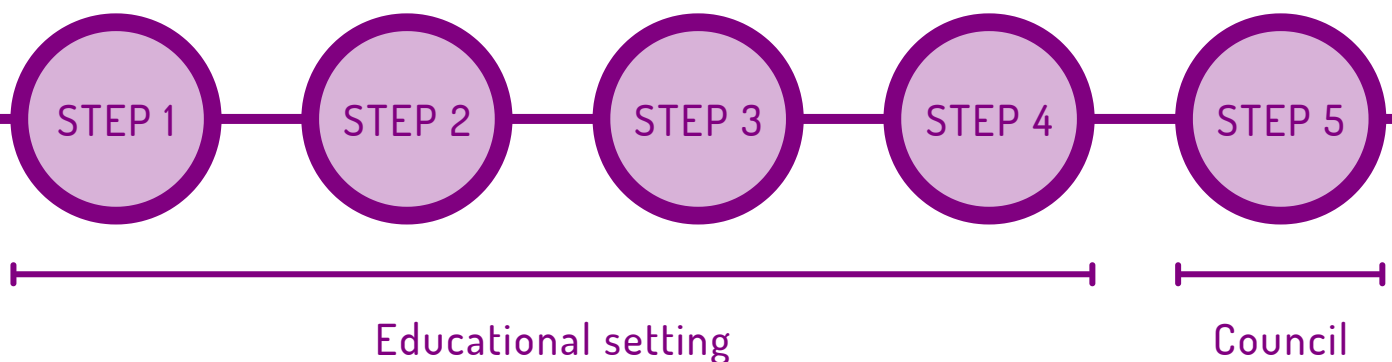 STEP 1 STEP 2 STEP 3 STEP 4 STEP 5
Educational setting Council